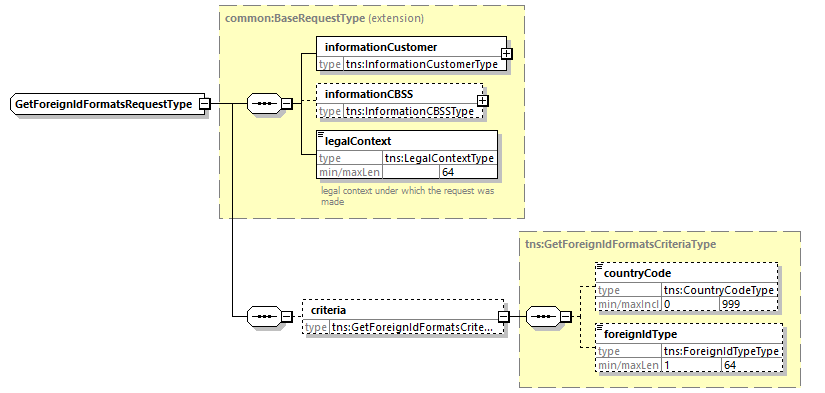 common:BaseRequestType (extension)
informationCustomer
type tns:InformationCustomerType
GetForeignIdFormatsRequestType
informationCBSS
type tns:InformationCBSSType
legalContext
type tns:LegalContextType
min/maxLen 64
legal context under which the request was
made
tns:GetForeignIdFormatsCriteriaType
countryCode
type tns:CountryCodeType
min/maxIncl 0 999
criteria
type tns:GetForeignIdFormatsCrite...
foreignIdType
type tns:ForeignIdTypeType
min/maxLen 1 64